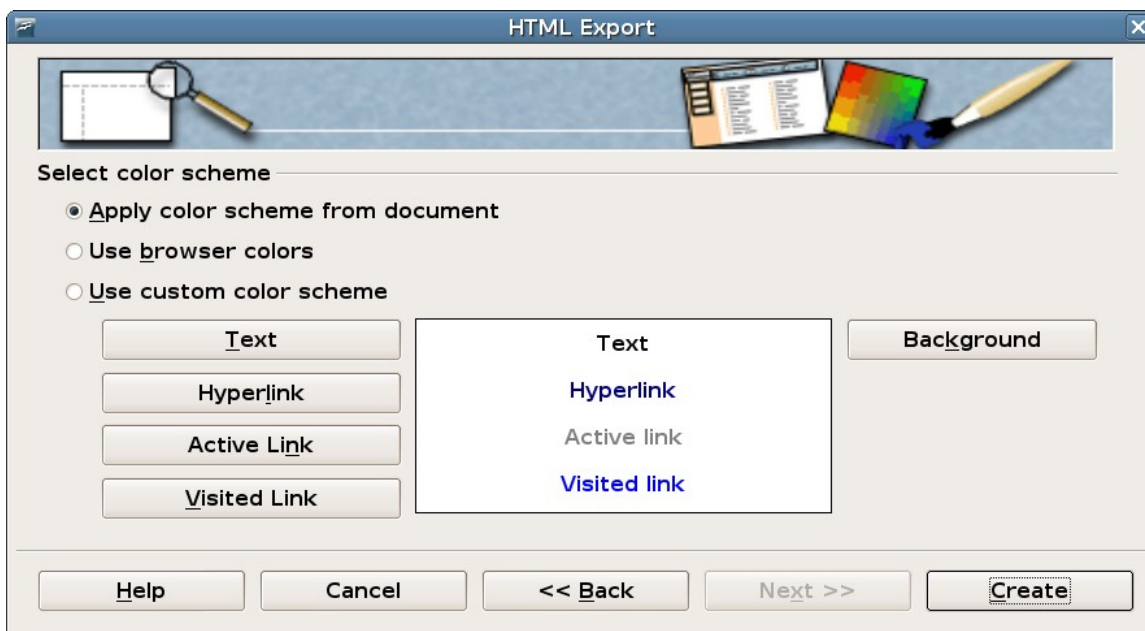 HTML Export
Select color scheme
Apply color scheme from document
Use browser colors
Use custom color scheme
Text
Hyperlink
Active Link
Visited Link
Text
Hyperlink
Active link
Visited link
Background
Help
Cancel
<< Back
Next >>
Create